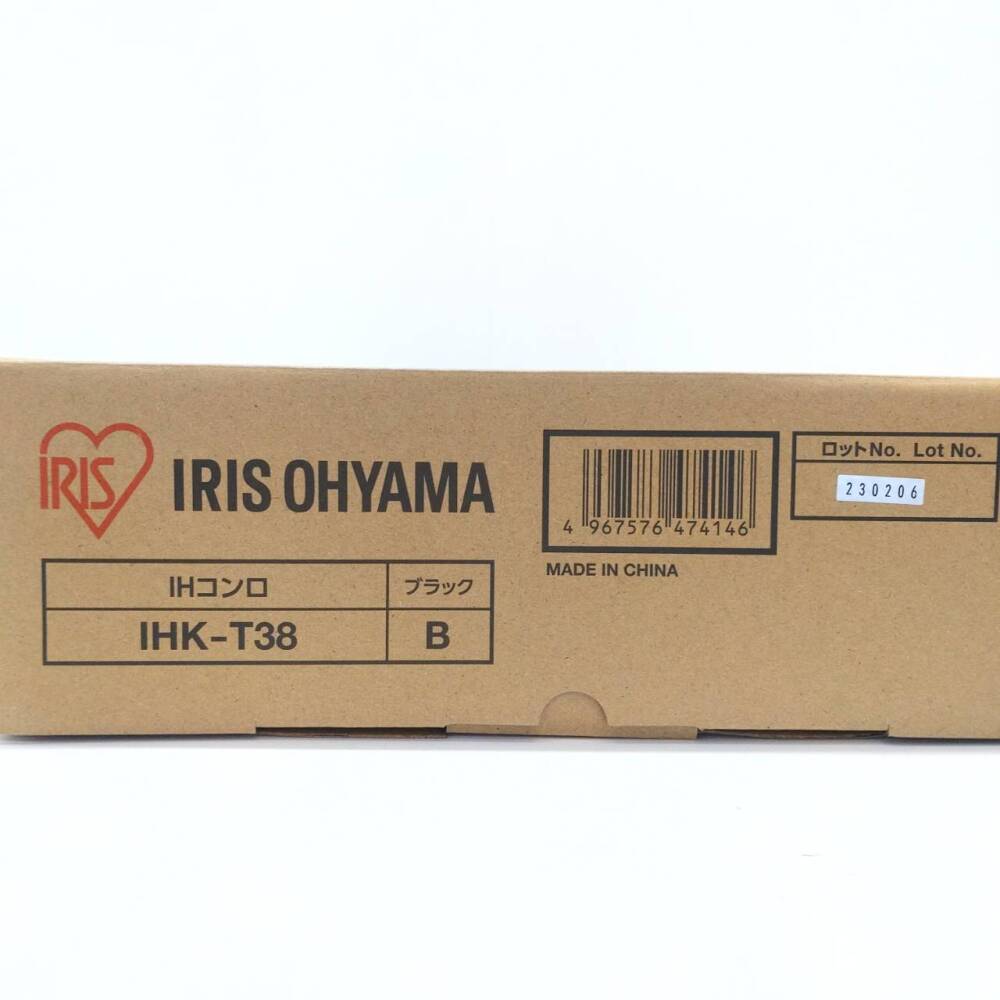 IRIS
IRIS OHYAMA
IHコンロ ブラック
IHK-T38 B
4 967576 474146
MADE IN CHINA
ロットNo. Lot No.
230206